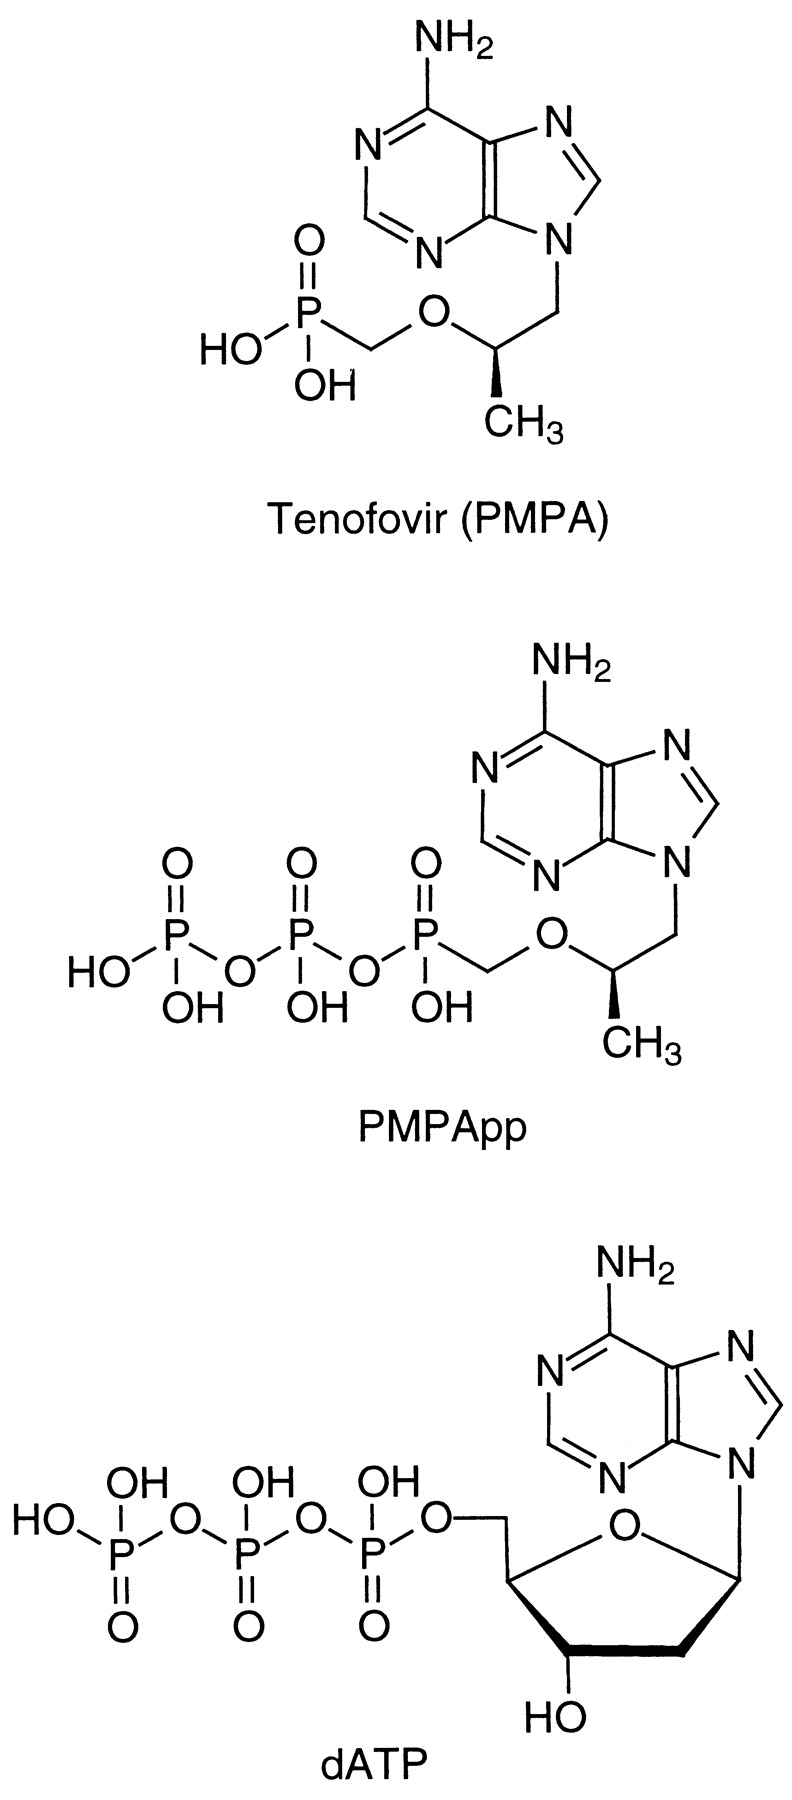 NH2
N
N
N
N
O
P
O
HO
OH
CH3
Tenofovir (PMPA)
NH2
N
N
N
N
O O O
P P P O
HO O O
OH OH OH
CH3
PMPApp
NH2
N
N
N
N
OH OH OH
HO O O O O
P P P
O O O
HO
dATP